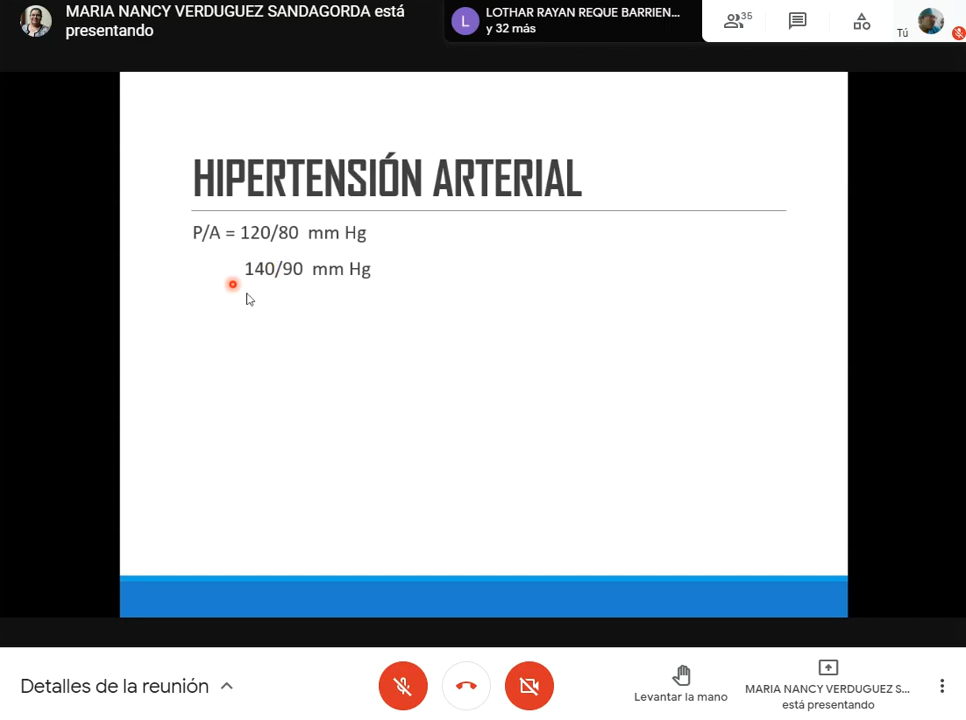 MARIA NANCY VERDUGUEZ SANDAGORDA está
presentando
L
LOTHAR RAYAN REQUE BARRIEN...
y 32 más
35
Tú
HIPERTENSIÓN ARTERIAL
P/A = 120/80 mm Hg
140/90 mm Hg
Detalles de la reunión
Levantar la mano
MARIA NANCY VERDUGUEZ S...
está presentando